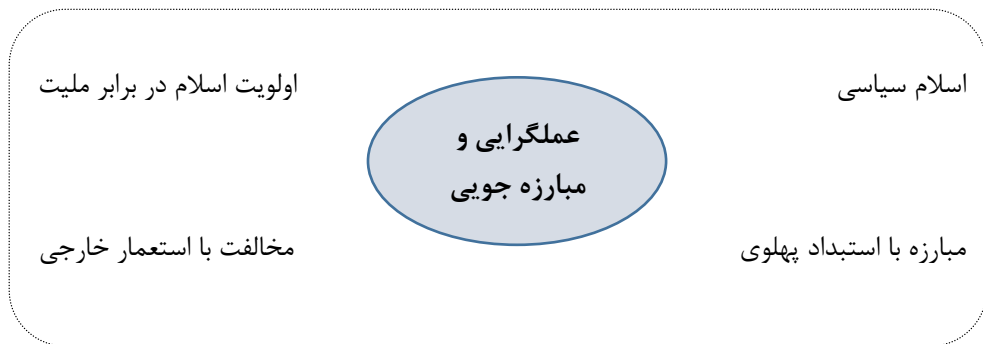 اسلام سیاسی
اولویت اسلام در برابر ملیت
عملگرایی و
مبارزه جویی
مبارزه با استبداد پهلوی
مخالفت با استعمار خارجی